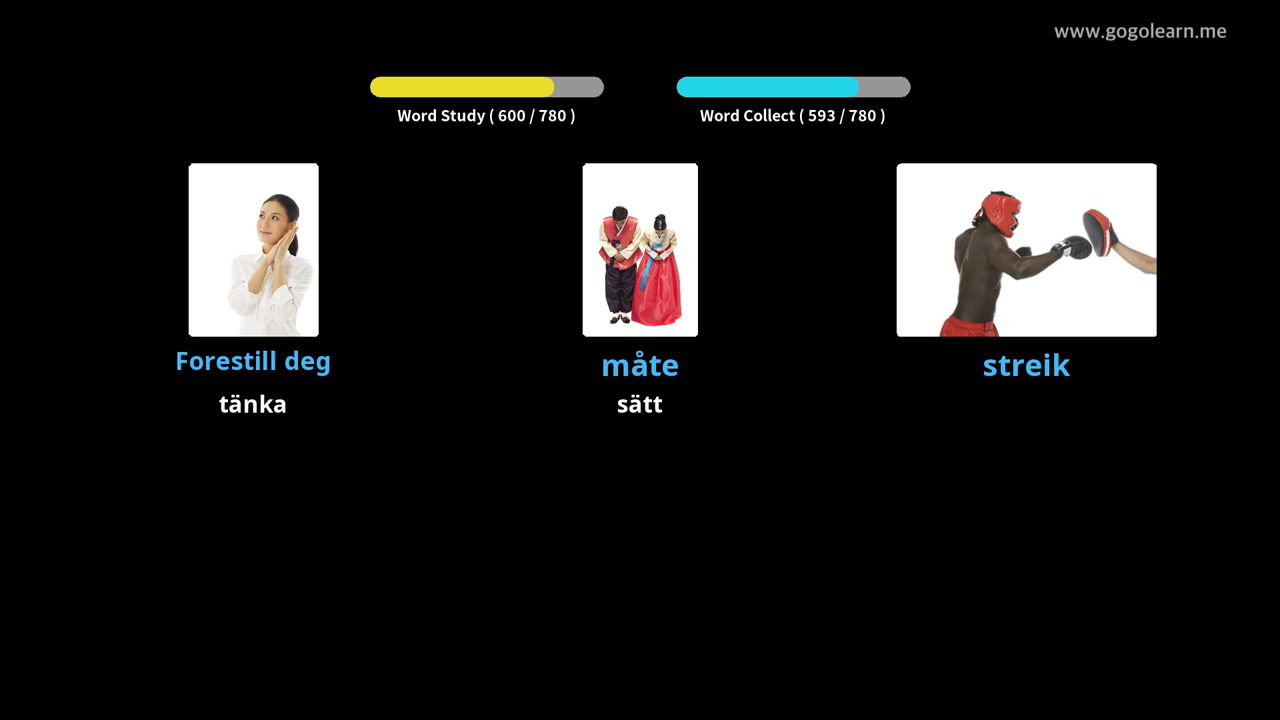 www.gogolearn.me
Word Study ( 600 / 780 )
Word Collect ( 593 / 780 )
Forestill deg
måte
streik
tänka
sätt